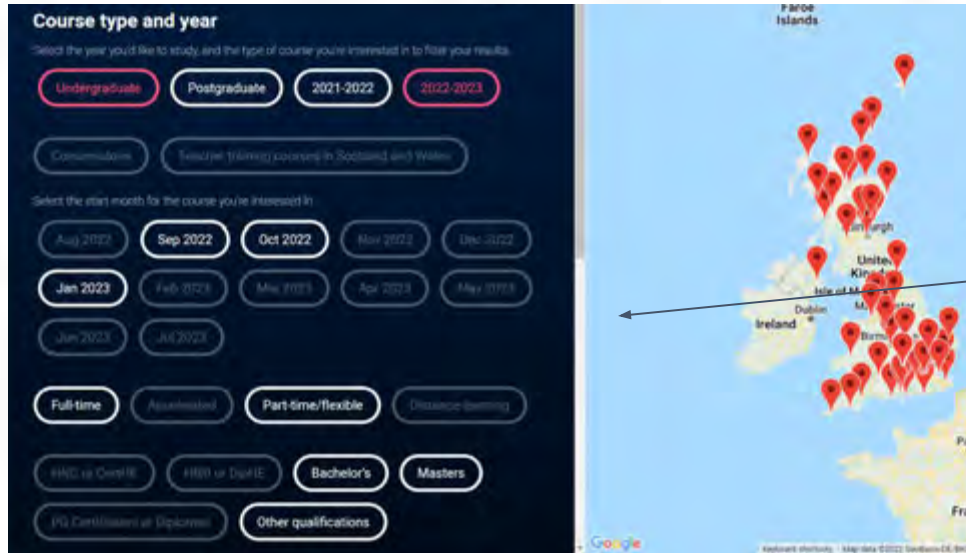 Course type and year
Select the year you'd like to study, and the type of course you're interested in to filter your results.
Undergraduate
Postgraduate
2021-2022
2022-2023
Conservatoire
Teacher training courses in Scotland and Wales
Select the start month for the course you're interested in
Aug 2022
Sep 2022
Oct 2022
Nov 2022
Dec 2022
Jan 2023
Feb 2023
Mar 2023
Apr 2023
May 2023
Jun 2023
Jul 2023
Full-time
Accelerated
Part-time/flexible
Distance learning
HNC or CertHE
HND or DipHE
Bachelor's
Masters
PG Certificates or Diplomas
Other qualifications
Faroe
Islands
Isle of M
Dublin
Ireland
Fra
Google
Keyboard shortcuts